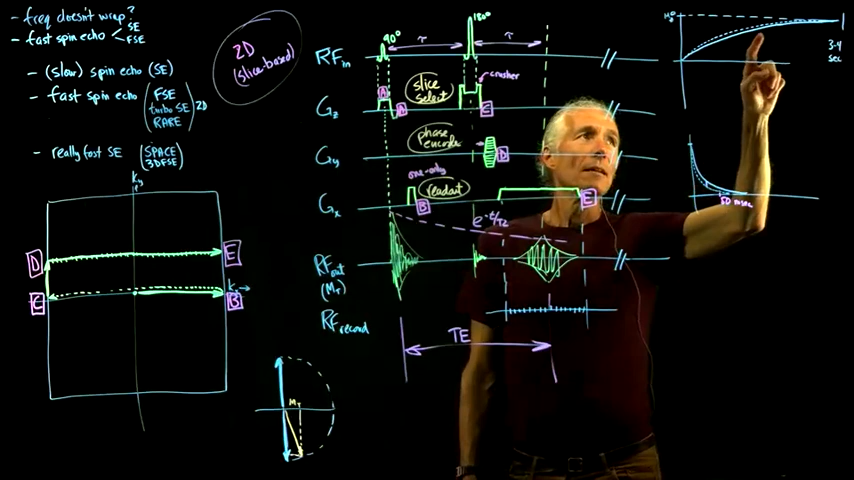 - freq doesn't wrap?
- fast spin echo < SE
FSE
- (slow) spin echo (SE)
- fast spin echo (FSE
turbo SE
RARE) 2D
- really fast SE (SPACE
3DFSE)
2D
(slice-based)
RFin
90°
τ
180°
τ
Gz
A
A
slice
select
crusher
C
Gy
phase
encode
D
Gx
one-only
readout
B
E
e^-t/T2
RFout
(MT)
RFrecord
TE
ky
D
E
C
kx→
B
MT
3-4
sec
50 msec